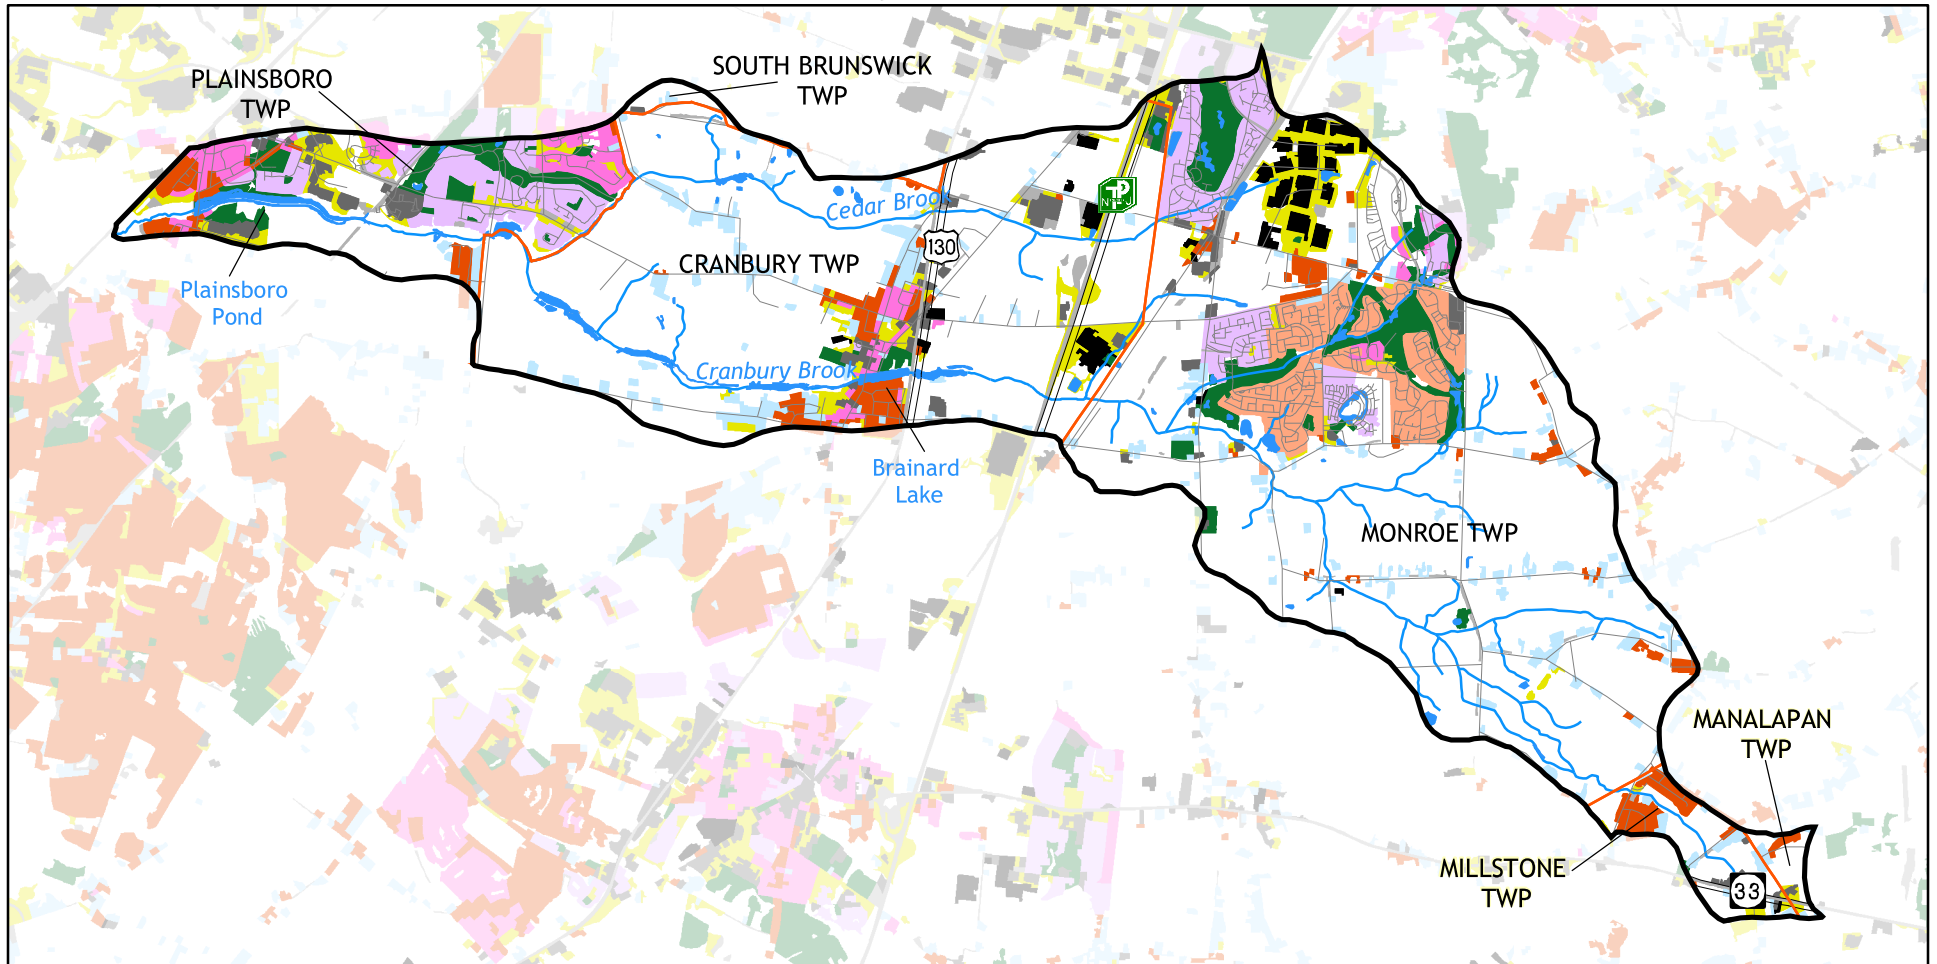 PLAINSBORO
TWP
SOUTH BRUNSWICK
TWP
Cedar Brook
130
CRANBURY TWP
Plainsboro
Pond
Cranbury Brook
Brainard
Lake
MONROE TWP
MANALAPAN
TWP
MILLSTONE
TWP
33